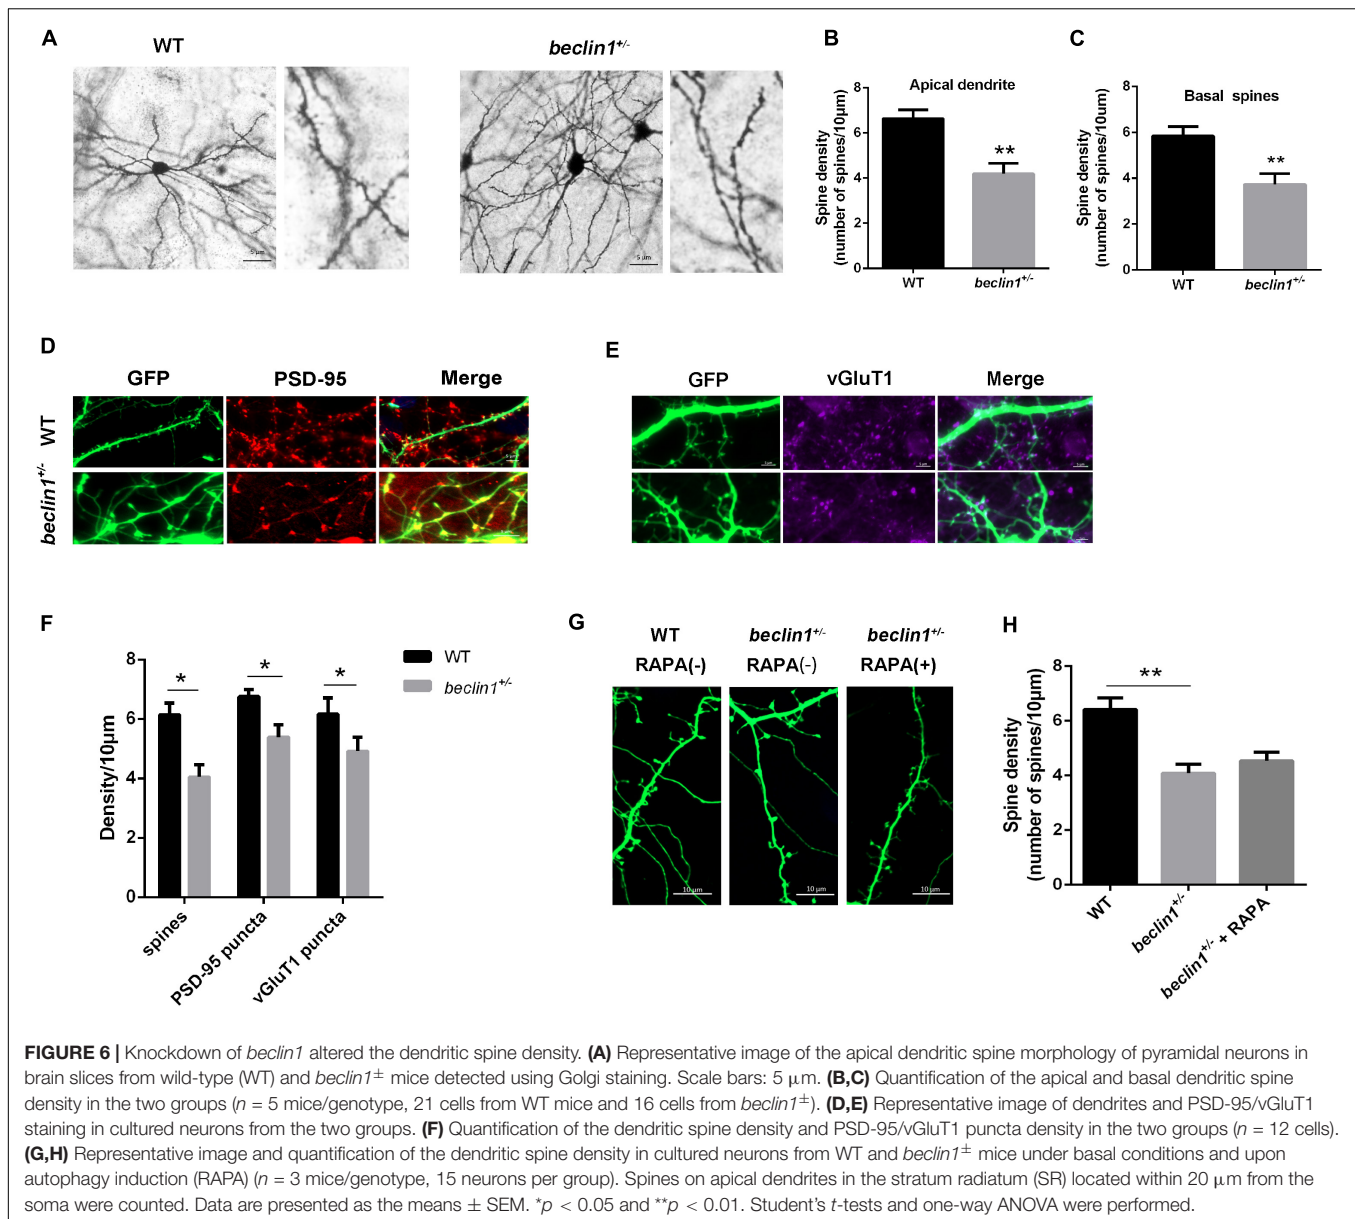 A
WT
beclin1+/-
5 µm
5 µm
B
Apical dendrite
Spine density
(number of spines/10µm)
8
6
4
2
0
**
WT
beclin1+/-
C
Basal spines
Spine density
(number of spines/10um)
8
6
4
2
0
**
WT
beclin1+/-
D
GFP
PSD-95
Merge
WT
beclin1+/-
5 µm
E
GFP
vGluT1
Merge
5 µm
5 µm
5 µm
F
Density/10µm
8
6
4
2
0
*
*
*
WT
beclin1+/-
spines
PSD-95 puncta
vGluT1 puncta
G
WT
beclin1+/-
beclin1+/-
RAPA(-)
RAPA(-)
RAPA(+)
10 µm
10 µm
10 µm
H
Spine density
(number of spines/10µm)
8
6
4
2
0
**
WT
beclin1+/-
beclin1+/- + RAPA
FIGURE 6 | Knockdown of beclin1 altered the dendritic spine density. (A) Representative image of the apical dendritic spine morphology of pyramidal neurons in
brain slices from wild-type (WT) and beclin1± mice detected using Golgi staining. Scale bars: 5 µm. (B,C) Quantification of the apical and basal dendritic spine
density in the two groups (n = 5 mice/genotype, 21 cells from WT mice and 16 cells from beclin1±). (D,E) Representative image of dendrites and PSD-95/vGluT1
staining in cultured neurons from the two groups. (F) Quantification of the dendritic spine density and PSD-95/vGluT1 puncta density in the two groups (n = 12 cells).
(G,H) Representative image and quantification of the dendritic spine density in cultured neurons from WT and beclin1± mice under basal conditions and upon
autophagy induction (RAPA) (n = 3 mice/genotype, 15 neurons per group). Spines on apical dendrites in the stratum radiatum (SR) located within 20 µm from the
soma were counted. Data are presented as the means ± SEM. *p < 0.05 and **p < 0.01. Student's t-tests and one-way ANOVA were performed.